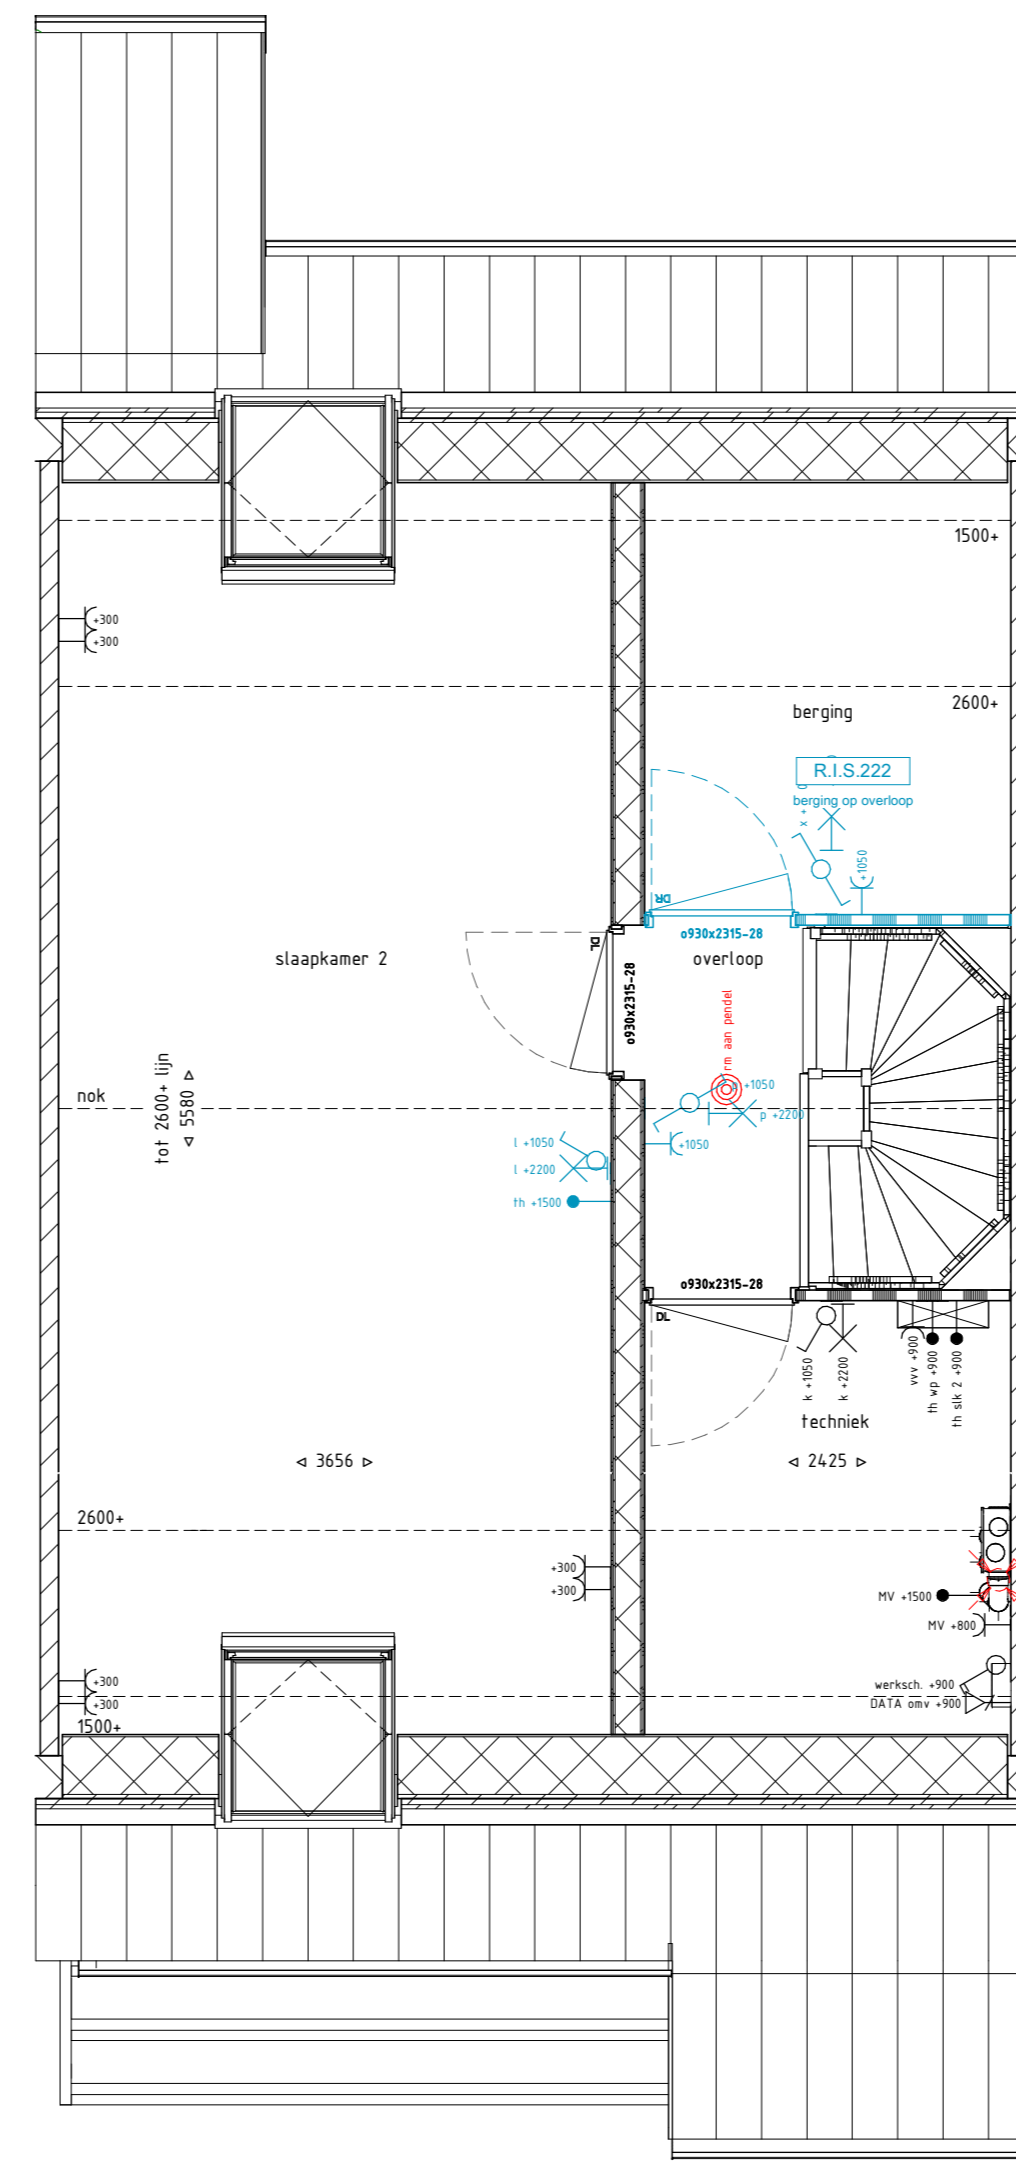 1500+
+300
+300
2600+
berging
R.I.S.222
berging op overloop
x +
+1050
DR
o930x2315-28
overloop
DL
o930x2315-28
slaapkamer 2
rm aan pendel
nok
tot 2600+ lijn
◁ 5580 ▷
p +1050
p +2200
+1050
l +1050
l +2200
th +1500
o930x2315-28
DL
k +1050
k +2200
vvv +900
th wp +900
th slk 2 +900
techniek
◁ 3656 ▷
◁ 2425 ▷
2600+
+300
+300
MV +1500
MV +800
werksch. +900
DATA omv +900
+300
+300
1500+